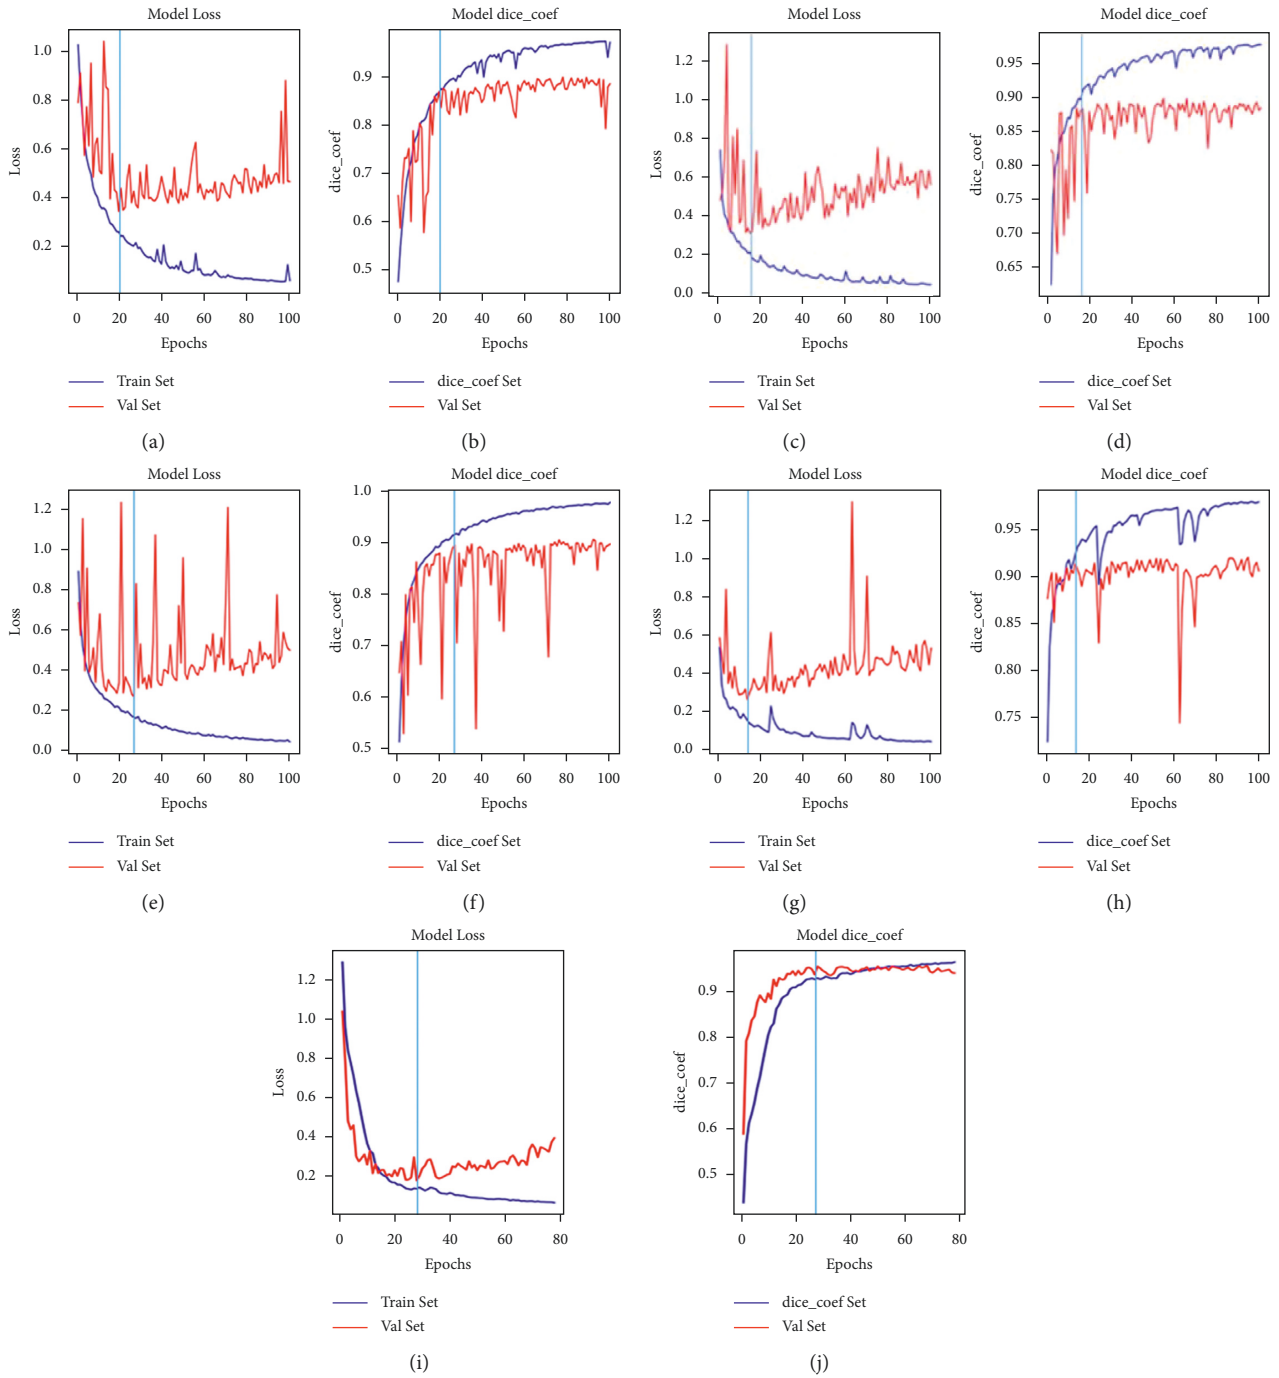 Model Loss
1.0
0.8
0.6
0.4
0.2
Loss
0 20 40 60 80 100
Epochs
Train Set
Val Set
(a)
Model dice_coef
0.9
0.8
0.7
0.6
0.5
dice_coef
0 20 40 60 80 100
Epochs
dice_coef Set
Val Set
(b)
Model Loss
1.2
1.0
0.8
0.6
0.4
0.2
0.0
Loss
0 20 40 60 80 100
Epochs
Train Set
Val Set
(c)
Model dice_coef
0.95
0.90
0.85
0.80
0.75
0.70
0.65
dice_coef
0 20 40 60 80 100
Epochs
dice_coef Set
Val Set
(d)
Model Loss
1.2
1.0
0.8
0.6
0.4
0.2
0.0
Loss
0 20 40 60 80 100
Epochs
Train Set
Val Set
(e)
Model dice_coef
1.0
0.9
0.8
0.7
0.6
0.5
dice_coef
0 20 40 60 80 100
Epochs
dice_coef Set
Val Set
(f)
Model Loss
1.2
1.0
0.8
0.6
0.4
0.2
0.0
Loss
0 20 40 60 80 100
Epochs
Train Set
Val Set
(g)
Model dice_coef
0.95
0.90
0.85
0.80
0.75
dice_coef
0 20 40 60 80 100
Epochs
dice_coef Set
Val Set
(h)
Model Loss
1.2
1.0
0.8
0.6
0.4
0.2
Loss
0 20 40 60 80
Epochs
Train Set
Val Set
(i)
Model dice_coef
0.9
0.8
0.7
0.6
0.5
dice_coef
0 20 40 60 80
Epochs
dice_coef Set
Val Set
(j)